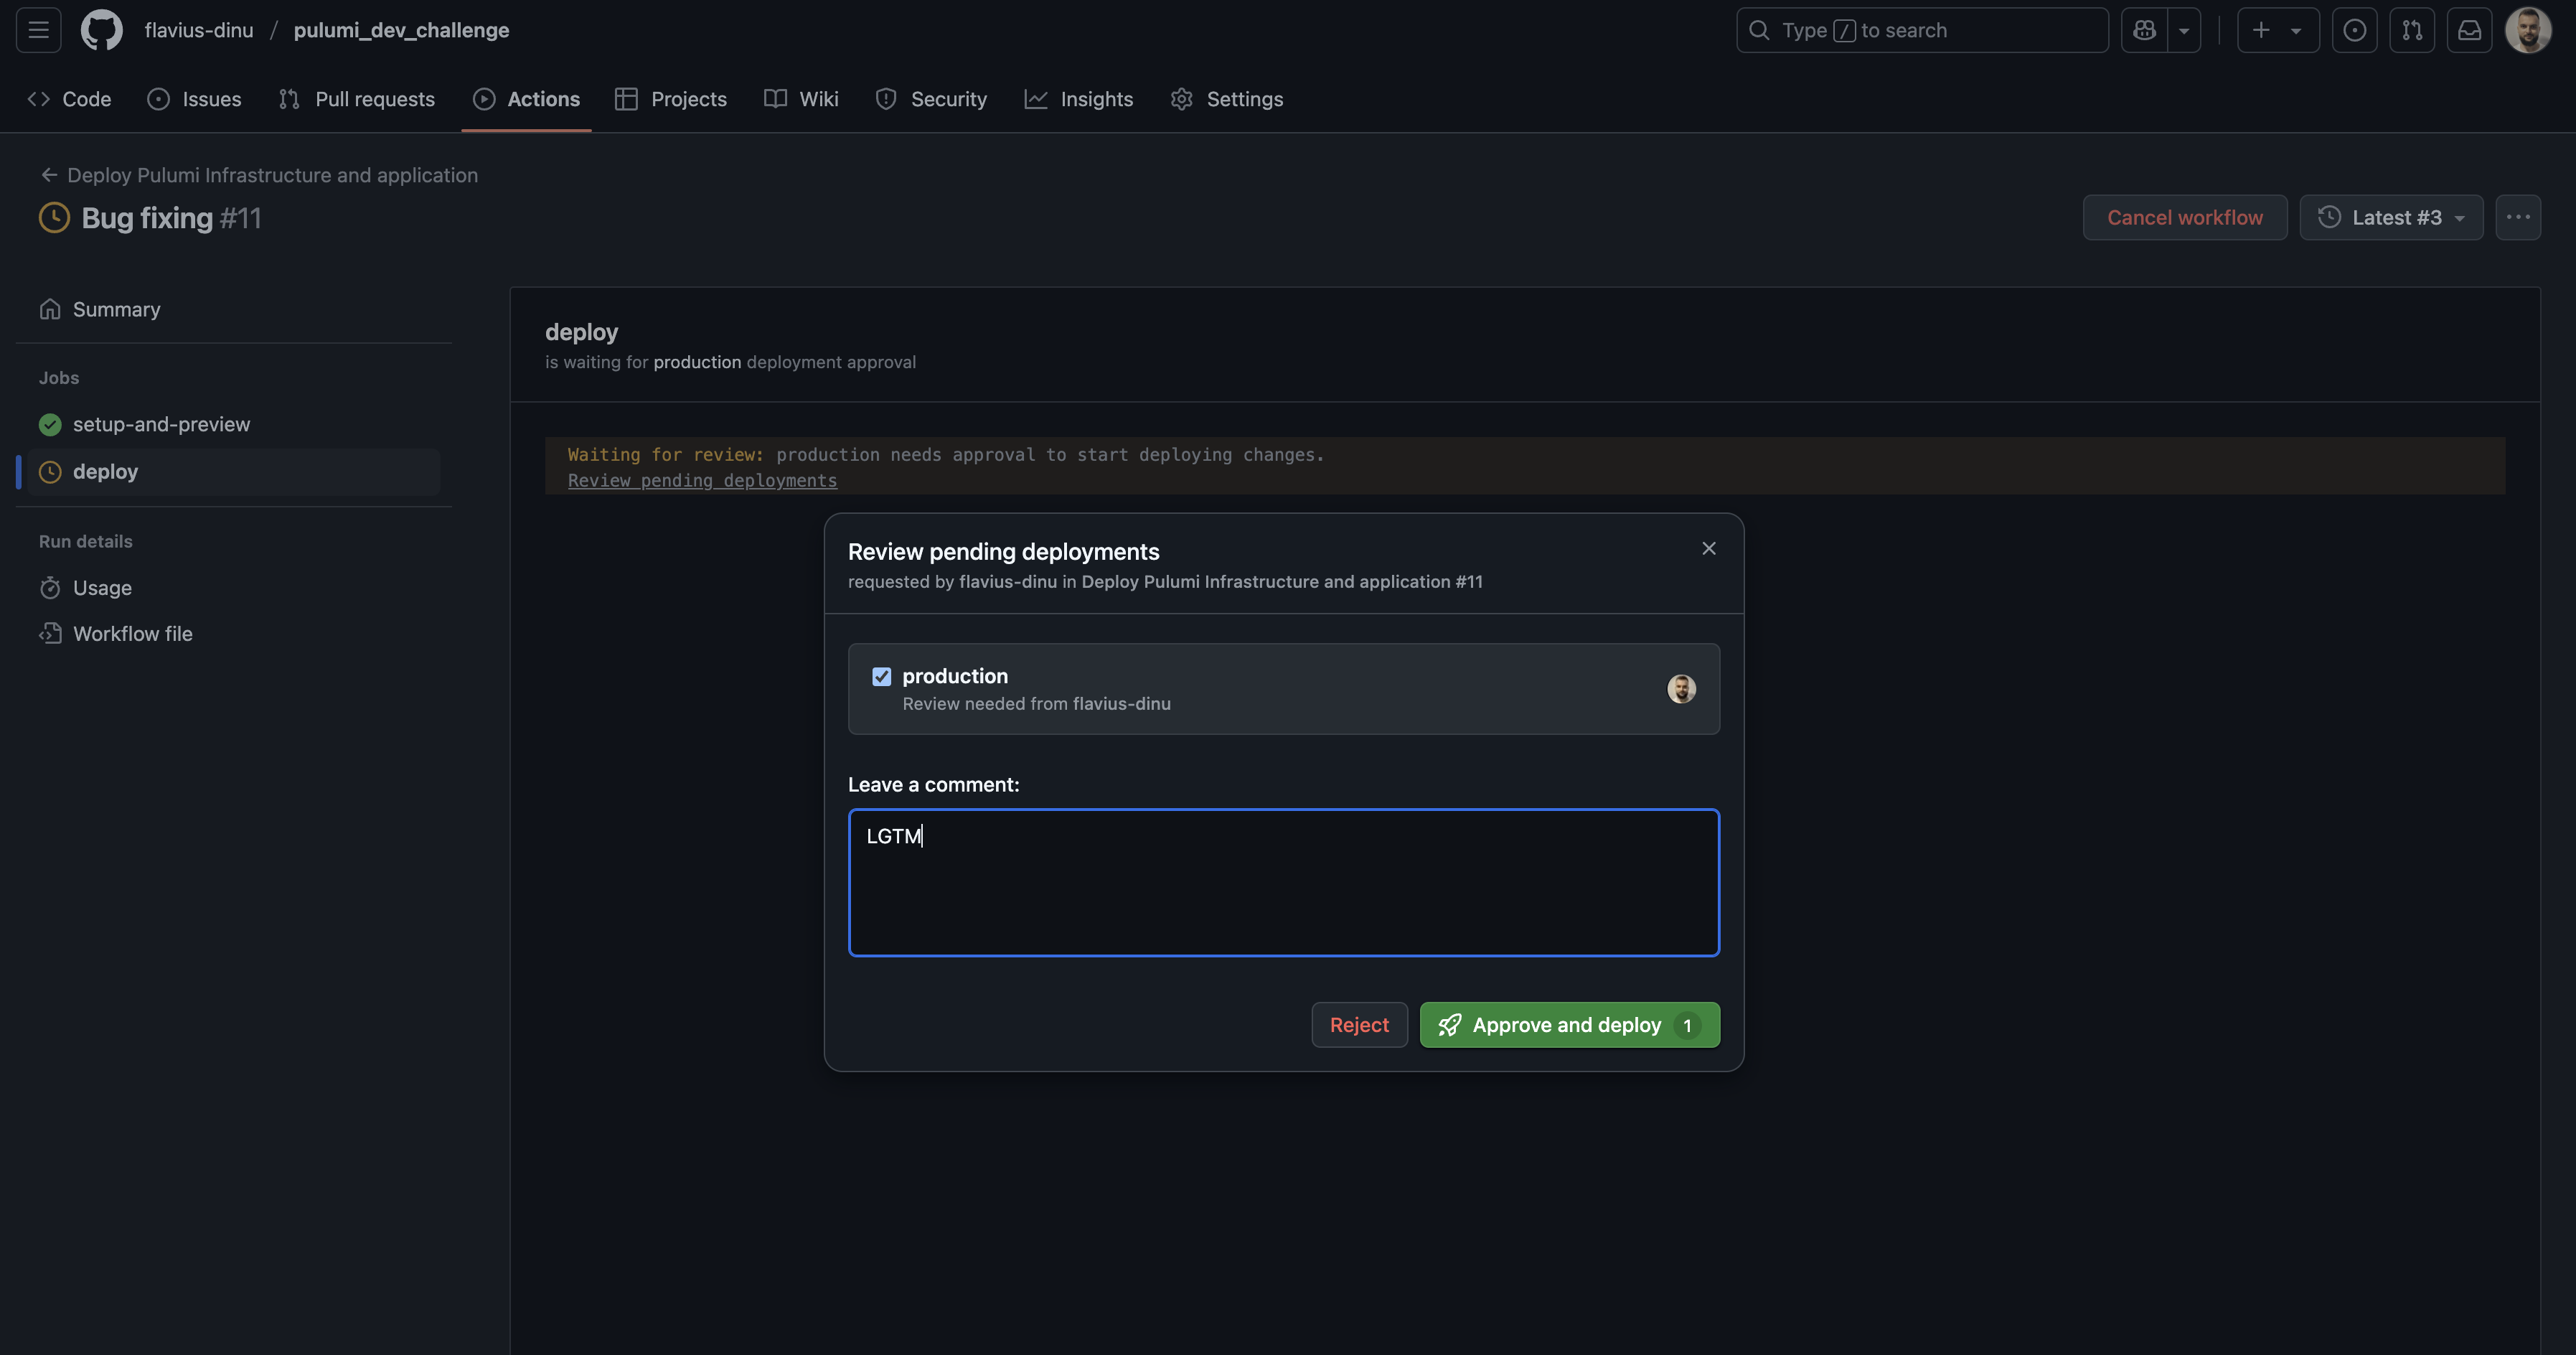 flavius-dinu / pulumi_dev_challenge
Type / to search
Code
Issues
Pull requests
Actions
Projects
Wiki
Security
Insights
Settings
Deploy Pulumi Infrastructure and application
Bug fixing #11
Cancel workflow
Latest #3
Summary
Jobs
setup-and-preview
deploy
Run details
Usage
Workflow file
deploy
is waiting for production deployment approval
Waiting for review: production needs approval to start deploying changes.
Review pending deployments
Review pending deployments
requested by flavius-dinu in Deploy Pulumi Infrastructure and application #11
production
Review needed from flavius-dinu
Leave a comment:
LGTM
Reject
Approve and deploy 1